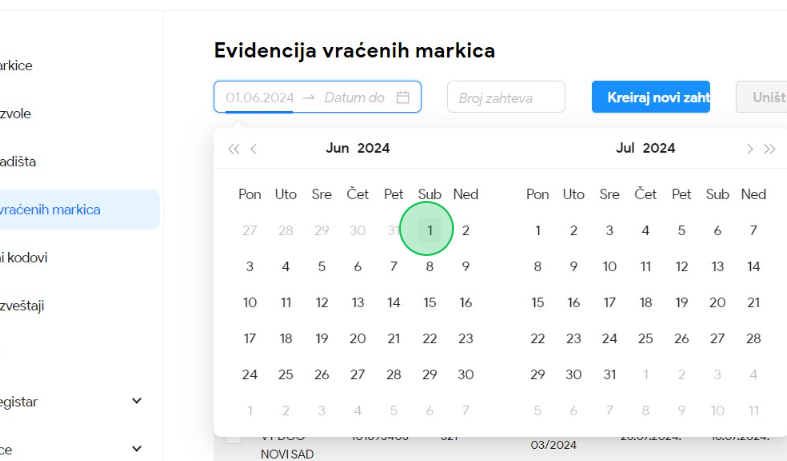 Evidencija vraćenih markica
arkice
01.06.2024 → Datum do
Broj zahteva
Kreiraj novi zaht
Uništ
zvole
Jun 2024
Jul 2024
adišta
Pon Uto Sre Čet Pet Sub Ned
Pon Uto Sre Čet Pet Sub Ned
vraćenih markica
27 28 29 30 31 1 2
1 2 3 4 5 6 7
i kodovi
3 4 5 6 7 8 9
8 9 10 11 12 13 14
zveštaji
10 11 12 13 14 15 16
15 16 17 18 19 20 21
17 18 19 20 21 22 23
22 23 24 25 26 27 28
24 25 26 27 28 29 30
29 30 31 1 2 3 4
egistar
1 2 3 4 5 6 7
5 6 7 8 9 10 11
ce
03/2024
NOVI SAD